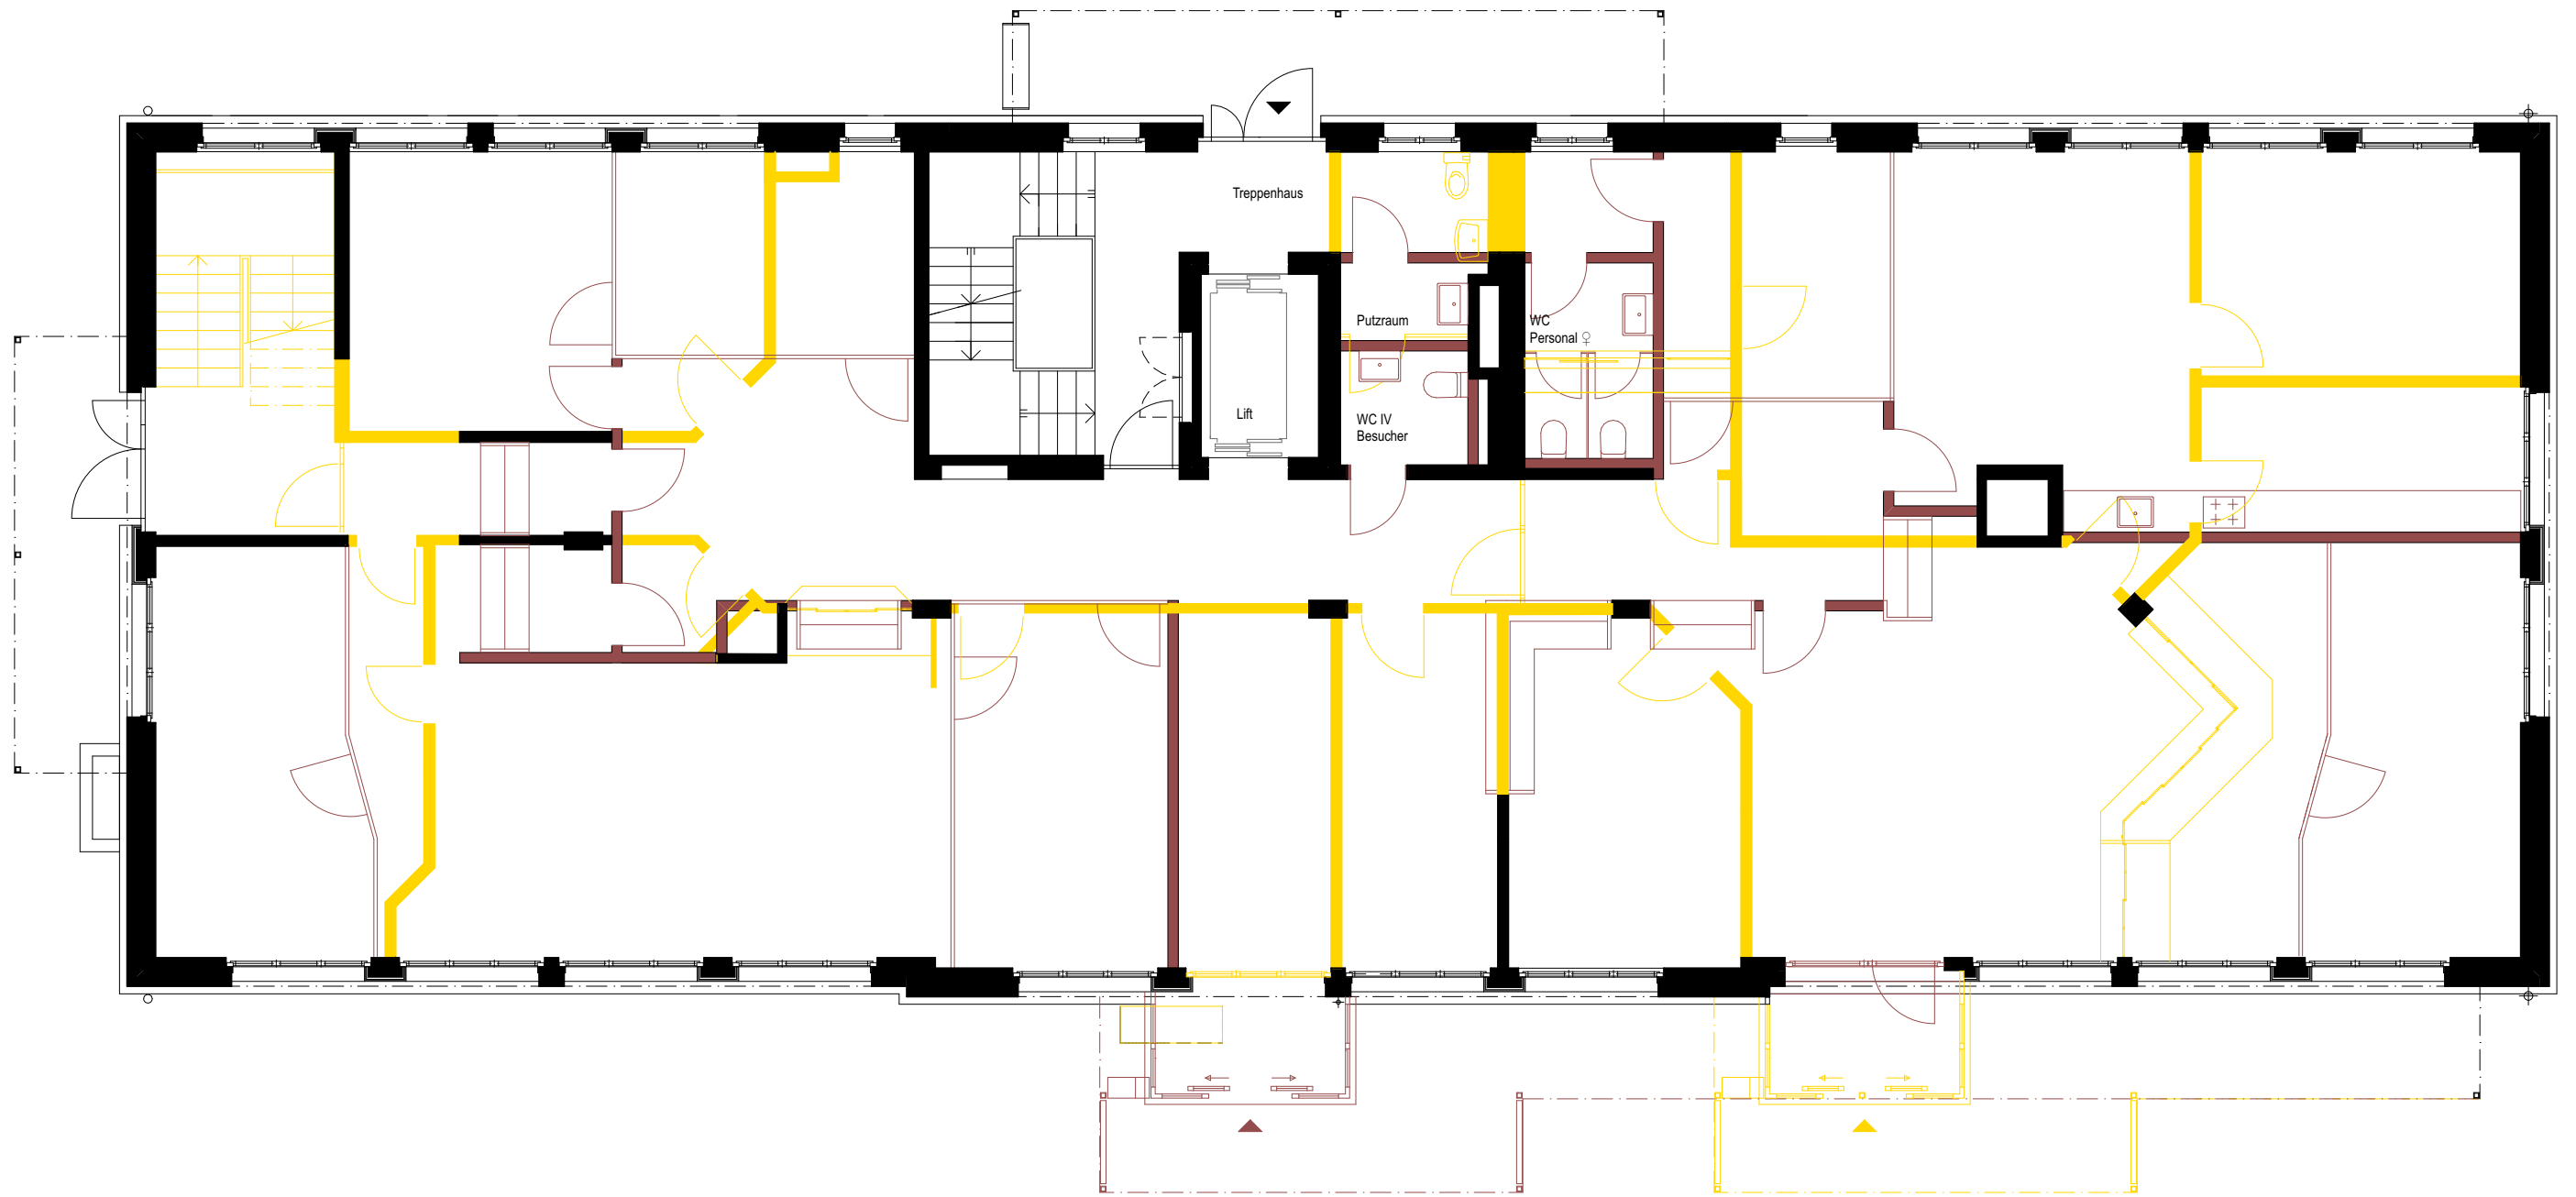 Treppenhaus
Putzraum
WC
Personal ♀
Lift
WC IV
Besucher